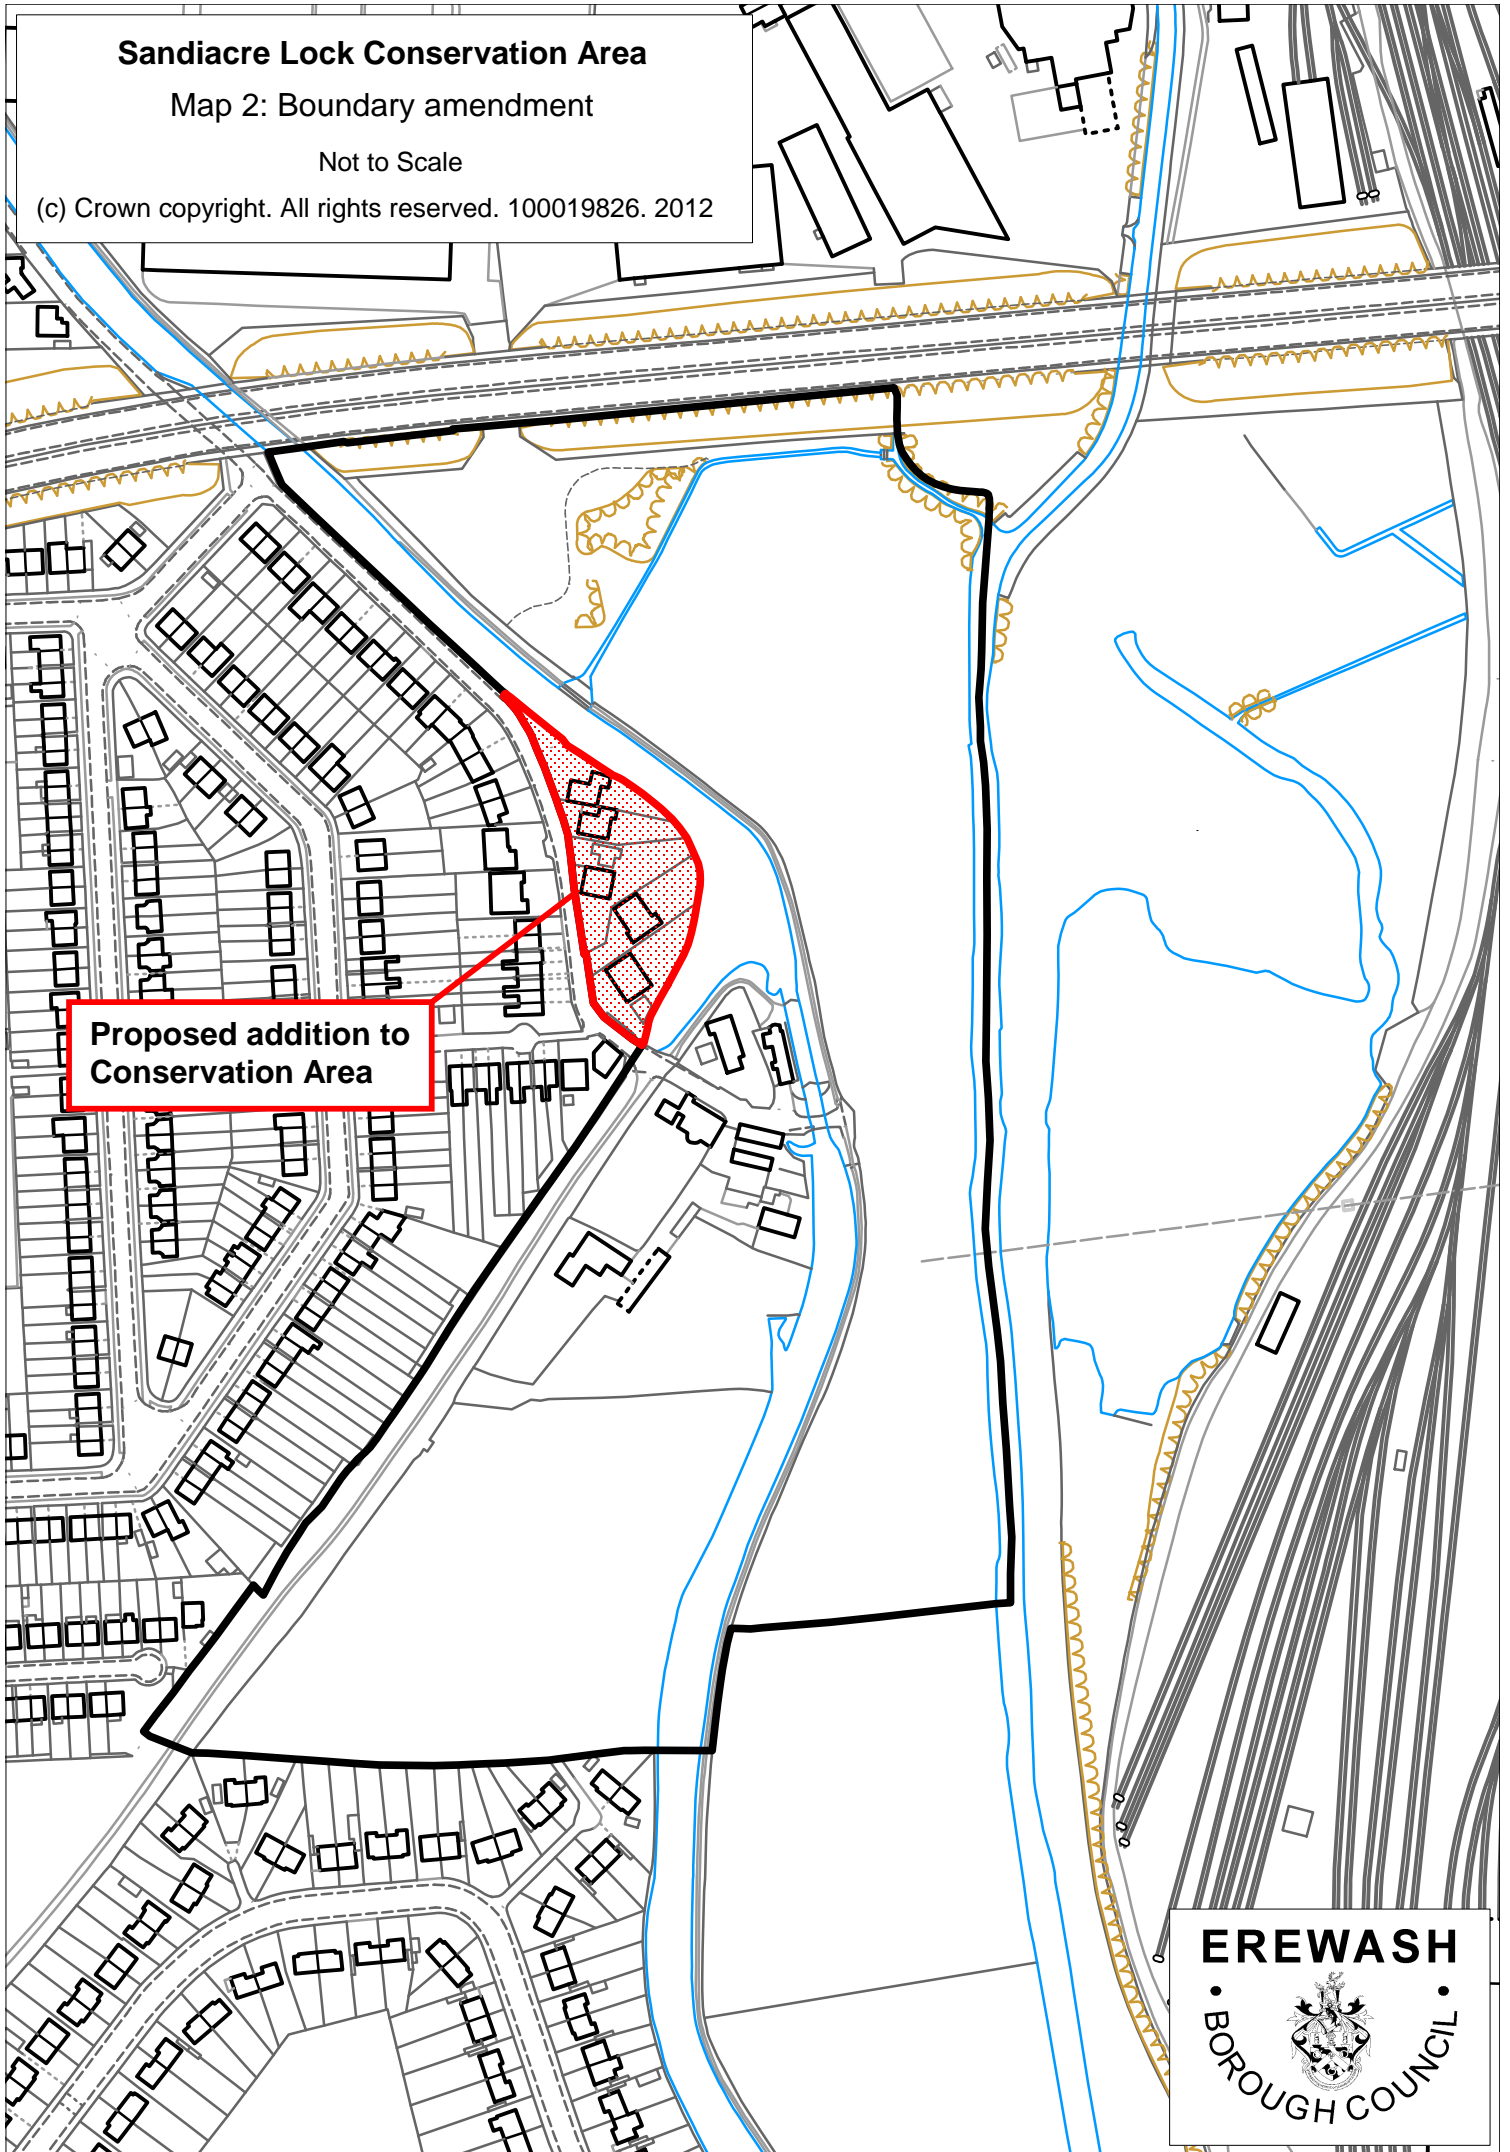 Sandiacre Lock Conservation Area
Map 2: Boundary amendment
Not to Scale
(c) Crown copyright. All rights reserved. 100019826. 2012
Proposed addition to
Conservation Area
EREWASH
• BOROUGH COUNCIL •